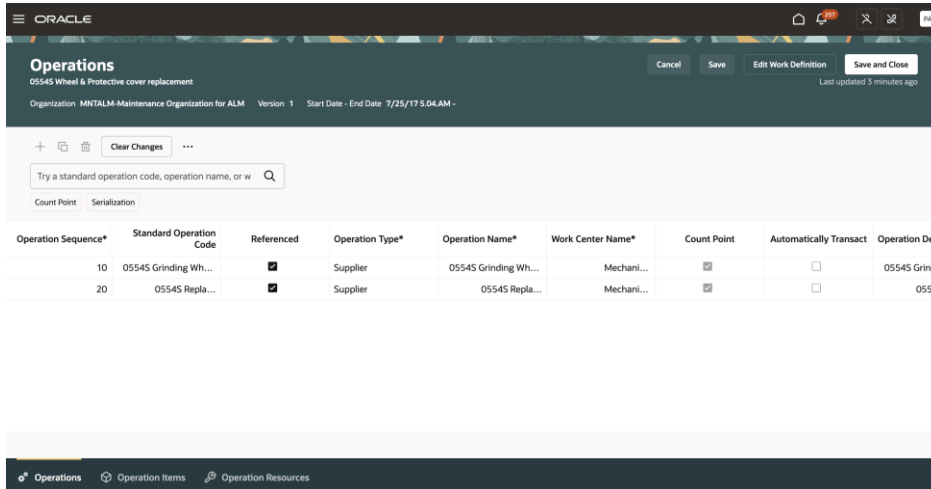 ORACLE
257
PA
Operations
0554S Wheel & Protective cover replacement
Cancel
Save
Edit Work Definition
Save and Close
Last updated 3 minutes ago
Organization MNTALM-Maintenance Organization for ALM Version 1 Start Date - End Date 7/25/17 5.04.AM -
Clear Changes
Try a standard operation code, operation name, or w
Count Point Serialization
Operation Sequence* Standard Operation Code Referenced Operation Type* Operation Name* Work Center Name* Count Point Automatically Transact Operation De
10 0554S Grinding Wh... Supplier 0554S Grinding Wh... Mechani... 0554S Grin
20 0554S Repla... Supplier 0554S Repla... Mechani... 055
Operations Operation Items Operation Resources